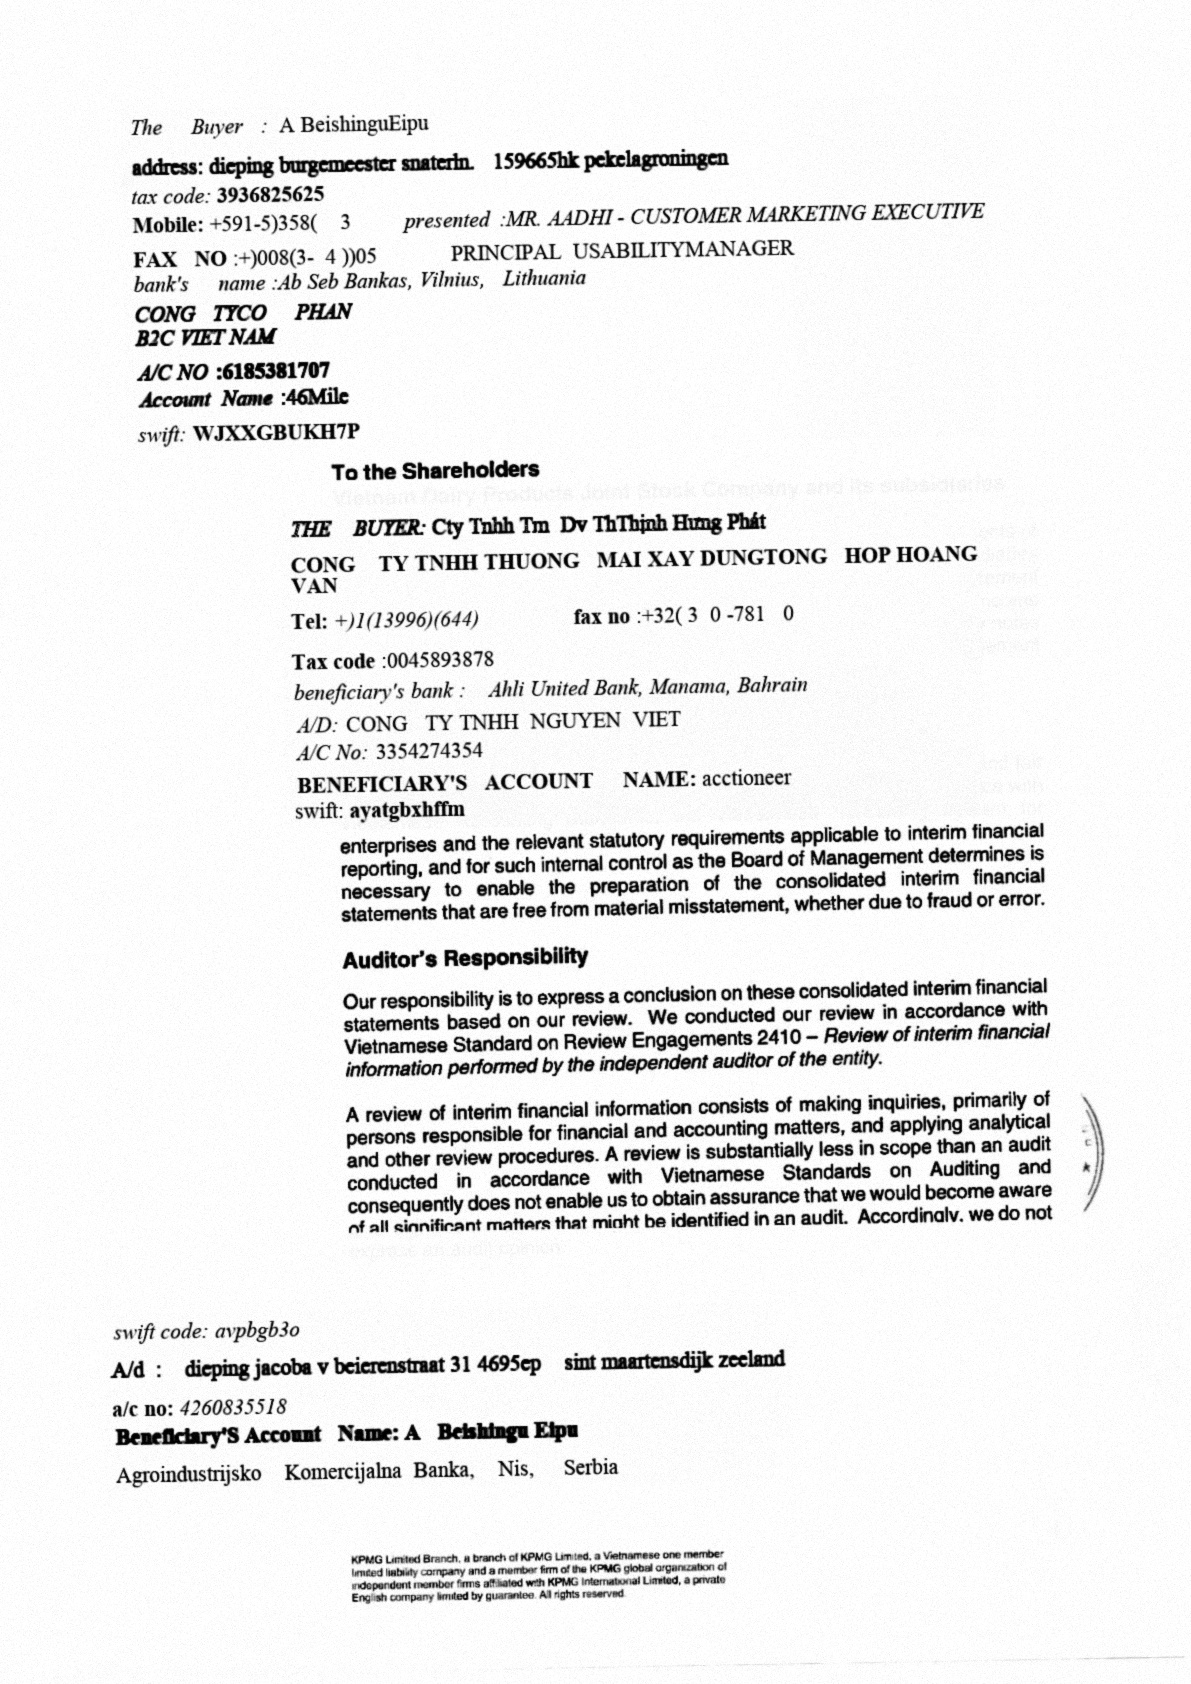 The Buyer : A BeishinguEipu
address: dieping burgemeester snaterln. 159665hk pekelagroningen
tax code: 3936825625
Mobile: +591-5)358( 3 presented :MR. AADHI - CUSTOMER MARKETING EXECUTIVE
FAX NO :+)008(3- 4 ))05 PRINCIPAL USABILITYMANAGER
bank's name :Ab Seb Bankas, Vilnius, Lithuania
CONG TYCO PHAN
B2C VIET NAM
A/C NO :6185381707
Account Name :46Mile
swift: WJXXGBUKH7P
To the Shareholders
Vietnam Dairy Products Joint Stock Company and its subsidiaries
THE BUYER: Cty Tnhh Tm Dv ThThịnh Hưng Phát
CONG TY TNHH THUONG MAI XAY DUNGTONG HOP HOANG
VAN
Tel: +)1(13996)(644) fax no :+32( 3 0 -781 0
Tax code :0045893878
beneficiary's bank : Ahli United Bank, Manama, Bahrain
A/D: CONG TY TNHH NGUYEN VIET
A/C No: 3354274354
BENEFICIARY'S ACCOUNT NAME: acctioneer
swift: ayatgbxhffm
enterprises and the relevant statutory requirements applicable to interim financial
reporting, and for such internal control as the Board of Management determines is
necessary to enable the preparation of the consolidated interim financial
statements that are free from material misstatement, whether due to fraud or error.
Auditor's Responsibility
Our responsibility is to express a conclusion on these consolidated interim financial
statements based on our review. We conducted our review in accordance with
Vietnamese Standard on Review Engagements 2410 – Review of interim financial
information performed by the independent auditor of the entity.
A review of interim financial information consists of making inquiries, primarily of
persons responsible for financial and accounting matters, and applying analytical
and other review procedures. A review is substantially less in scope than an audit
conducted in accordance with Vietnamese Standards on Auditing and
consequently does not enable us to obtain assurance that we would become aware
of all significant matters that might be identified in an audit. Accordingly, we do not
express an audit opinion.
swift code: avpbgb3o
A/d : dieping jacoba v beierenstraat 31 4695ep sint maartensdijk zeeland
a/c no: 4260835518
Beneficiary'S Account Name: A Beishingu Eipu
Agroindustrijsko Komercijalna Banka, Nis, Serbia
KPMG Limited Branch, a branch of KPMG Limited, a Vietnamese one member
limited liability company and a member firm of the KPMG global organization of
independent member firms affiliated with KPMG International Limited, a private
English company limited by guarantee. All rights reserved.